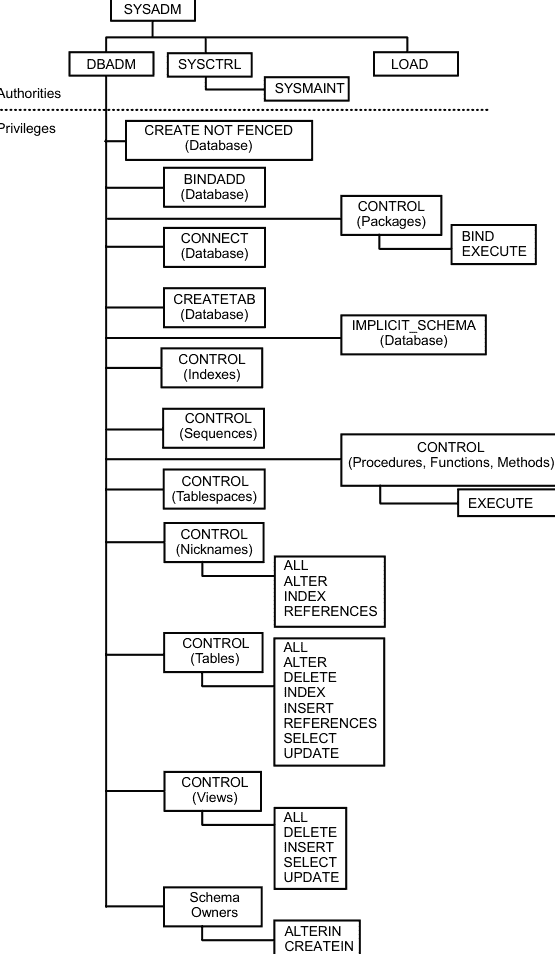 SYSADM
DBADM
SYSCTRL
LOAD
SYSMAINT
Authorities
Privileges
CREATE NOT FENCED
(Database)
BINDADD
(Database)
CONTROL
(Packages)
BIND
EXECUTE
CONNECT
(Database)
CREATETAB
(Database)
IMPLICIT_SCHEMA
(Database)
CONTROL
(Indexes)
CONTROL
(Sequences)
CONTROL
(Procedures, Functions, Methods)
CONTROL
(Tablespaces)
EXECUTE
CONTROL
(Nicknames)
ALL
ALTER
INDEX
REFERENCES
CONTROL
(Tables)
ALL
ALTER
DELETE
INDEX
INSERT
REFERENCES
SELECT
UPDATE
CONTROL
(Views)
ALL
DELETE
INSERT
SELECT
UPDATE
Schema
Owners
ALTERIN
CREATEIN